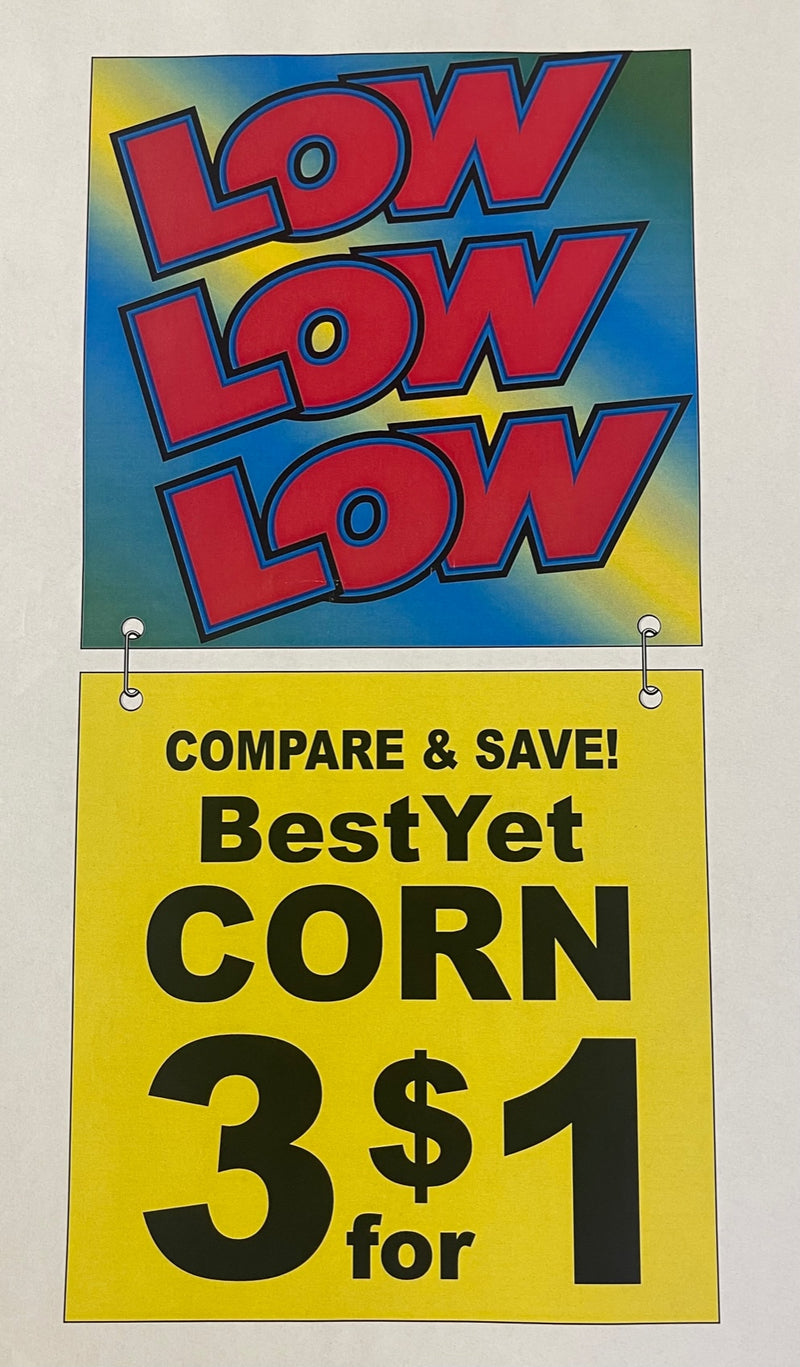 LOW
LOW
LOW
COMPARE & SAVE!
BestYet
CORN
3 for $1